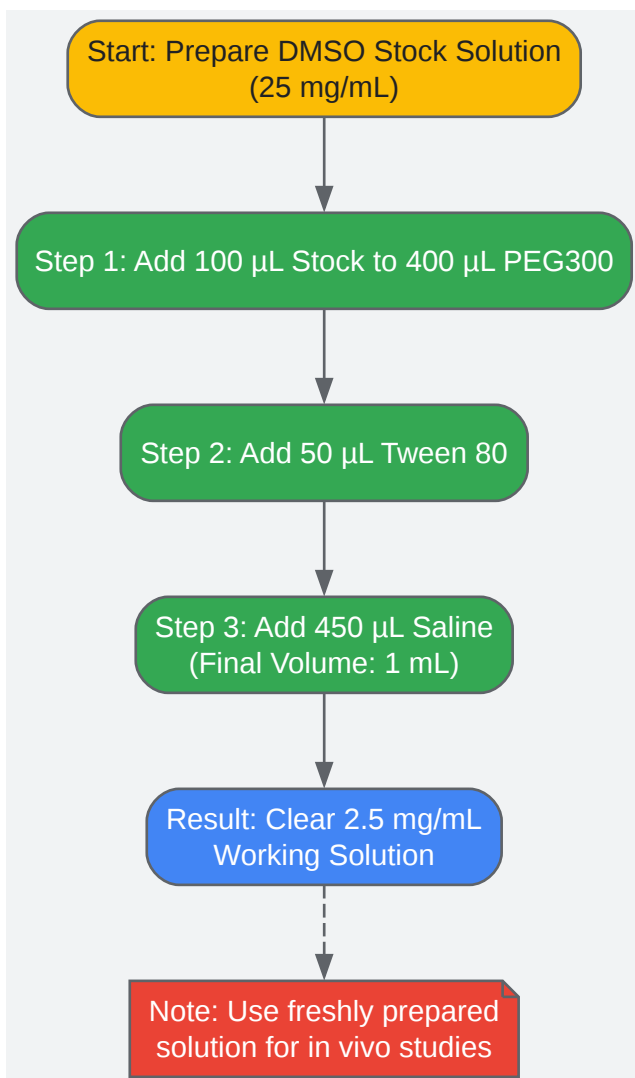 Start: Prepare DMSO Stock Solution
(25 mg/mL)
Step 1: Add 100 µL Stock to 400 µL PEG300
Step 2: Add 50 µL Tween 80
Step 3: Add 450 µL Saline
(Final Volume: 1 mL)
Result: Clear 2.5 mg/mL
Working Solution
Note: Use freshly prepared
solution for in vivo studies